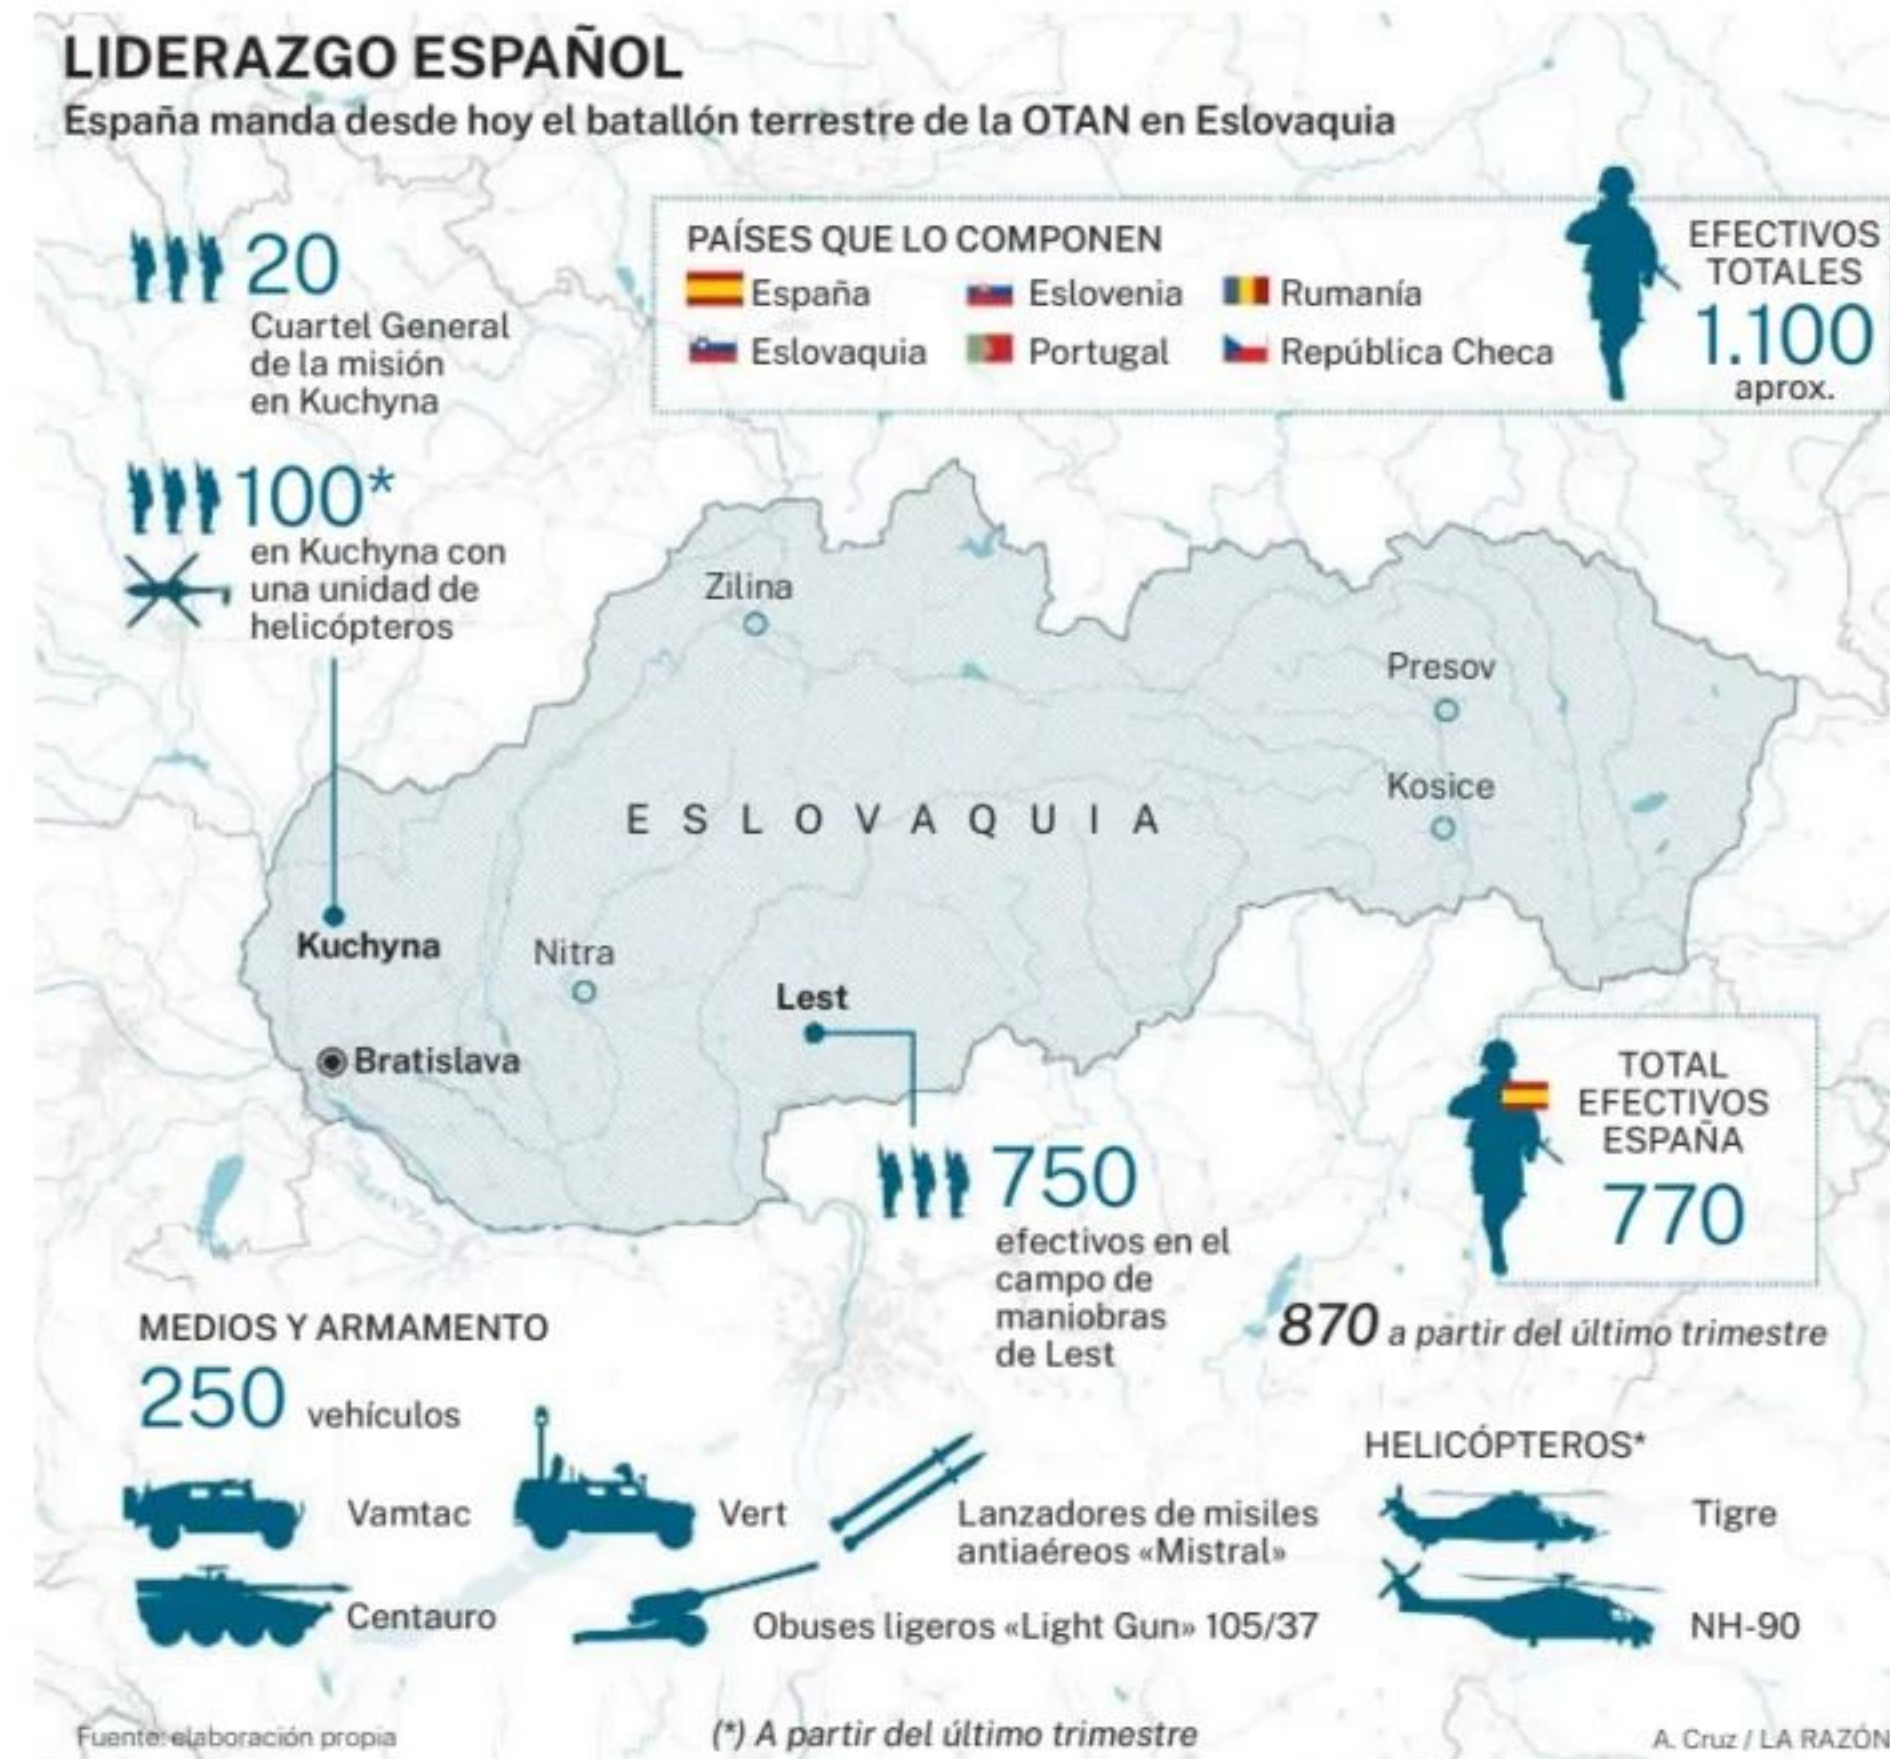 LIDERAZGO ESPAÑOL
España manda desde hoy el batallón terrestre de la OTAN en Eslovaquia
20
Cuartel General
de la misión
en Kuchyna
100*
en Kuchyna con
una unidad de
helicópteros
PAÍSES QUE LO COMPONEN
España
Eslovenia
Rumanía
Eslovaquia
Portugal
República Checa
EFECTIVOS
TOTALES
1.100
aprox.
Zilina
Presov
Kosice
ESLOVAQUIA
Kuchyna
Nitra
Lest
Bratislava
750
efectivos en el
campo de
maniobras
de Lest
TOTAL
EFECTIVOS
ESPAÑA
770
870 a partir del último trimestre
MEDIOS Y ARMAMENTO
250 vehículos
Vamtac
Vert
Lanzadores de misiles
antiaéreos «Mistral»
Centauro
Obuses ligeros «Light Gun» 105/37
HELICÓPTEROS*
Tigre
NH-90
Fuente: elaboración propia
(*) A partir del último trimestre
A. Cruz / LA RAZÓN